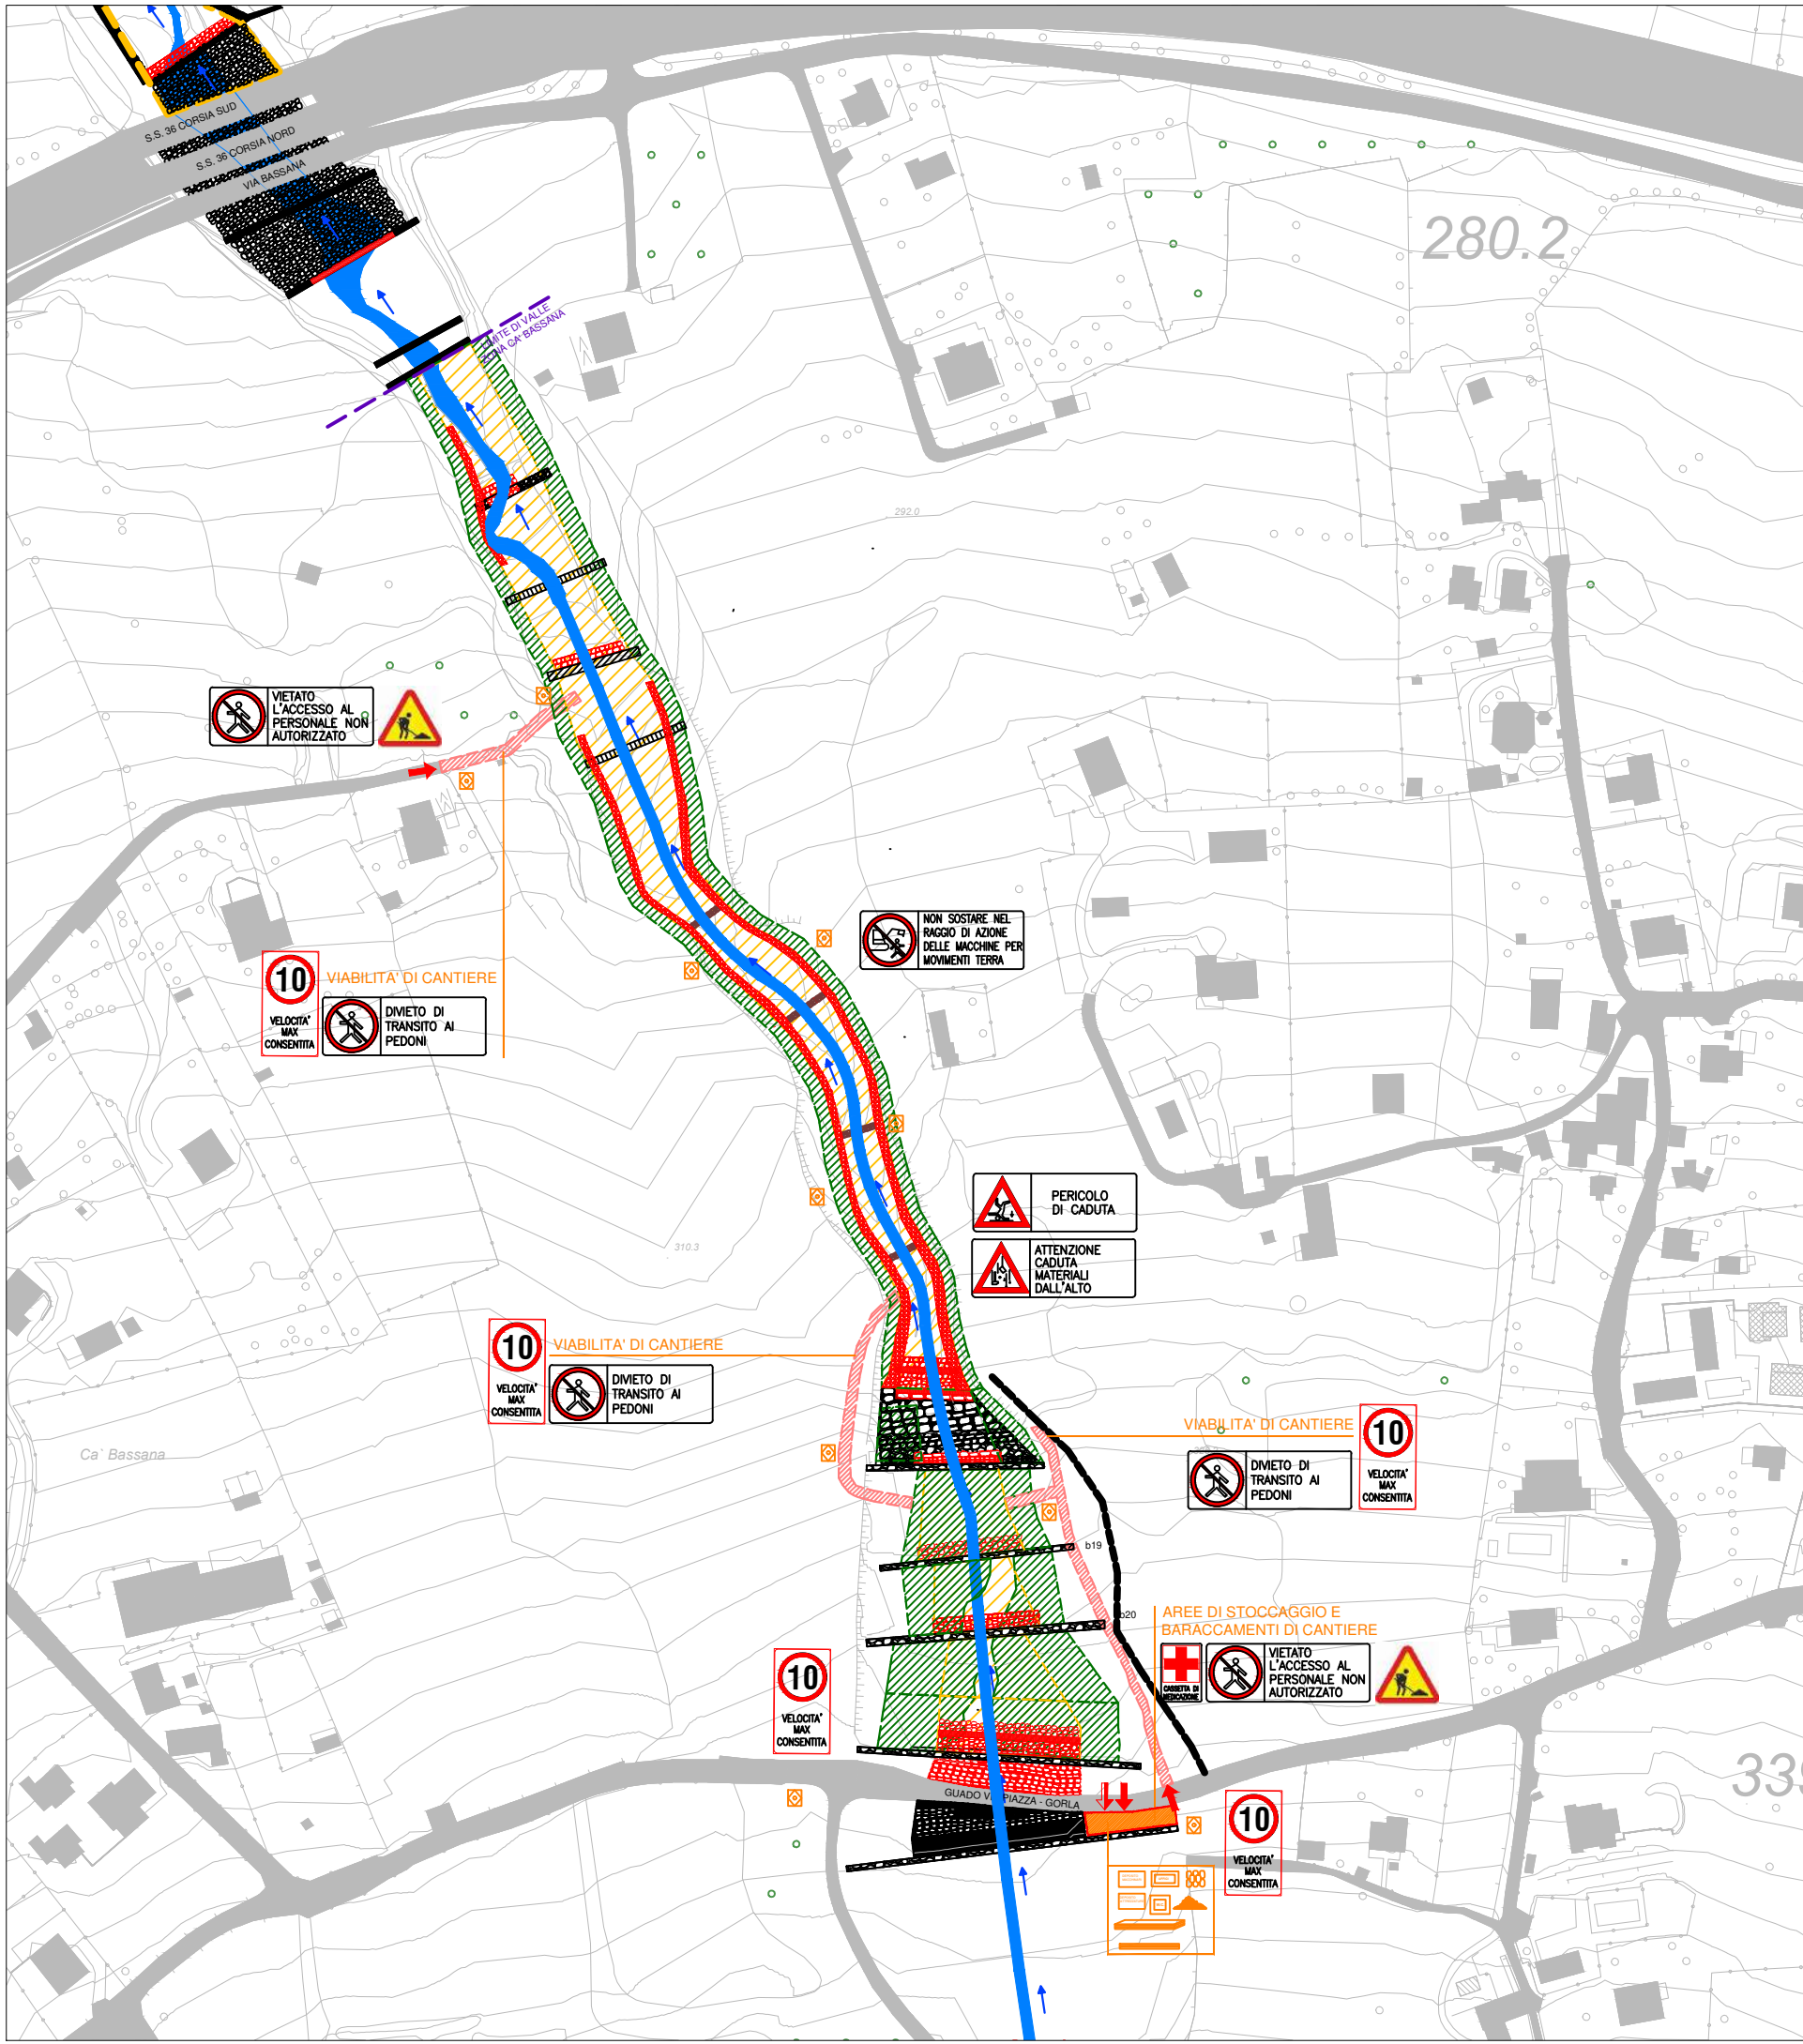 S.S. 36 CORSIA SUD
S.S. 36 CORSIA NORD
VIA BASSANA
280.2
LIMITE DI VALLE
ZONA CA' BASSANA
292.0
VIETATO
L'ACCESSO AL
PERSONALE NON
AUTORIZZATO
NON SOSTARE NEL
RAGGIO DI AZIONE
DELLE MACCHINE PER
MOVIMENTI TERRA
10
VELOCITA'
MAX
CONSENTITA
VIABILITA' DI CANTIERE
DIVIETO DI
TRANSITO AI
PEDONI
PERICOLO
DI CADUTA
ATTENZIONE
CADUTA
MATERIALI
DALL'ALTO
310.3
10
VELOCITA'
MAX
CONSENTITA
VIABILITA' DI CANTIERE
DIVIETO DI
TRANSITO AI
PEDONI
VIABILITA' DI CANTIERE
10
VELOCITA'
MAX
CONSENTITA
DIVIETO DI
TRANSITO AI
PEDONI
Ca` Bassana
b19
b20
AREE DI STOCCAGGIO E
BARACCAMENTI DI CANTIERE
CASSETTA DI
MEDICAZIONE
VIETATO
L'ACCESSO AL
PERSONALE NON
AUTORIZZATO
10
VELOCITA'
MAX
CONSENTITA
339
GUADO VIA PIAZZA - GORLA
10
VELOCITA'
MAX
CONSENTITA